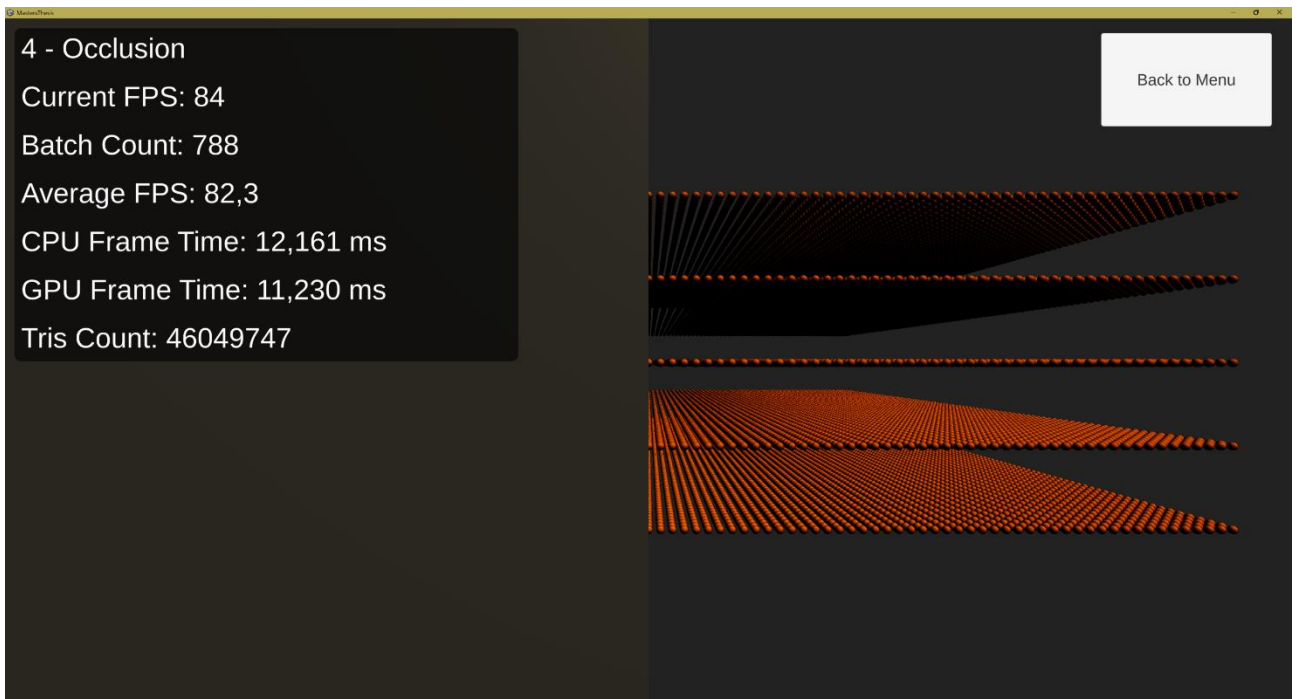 MastersThesis
4 - Occlusion
Current FPS: 84
Batch Count: 788
Average FPS: 82,3
CPU Frame Time: 12,161 ms
GPU Frame Time: 11,230 ms
Tris Count: 46049747
Back to Menu